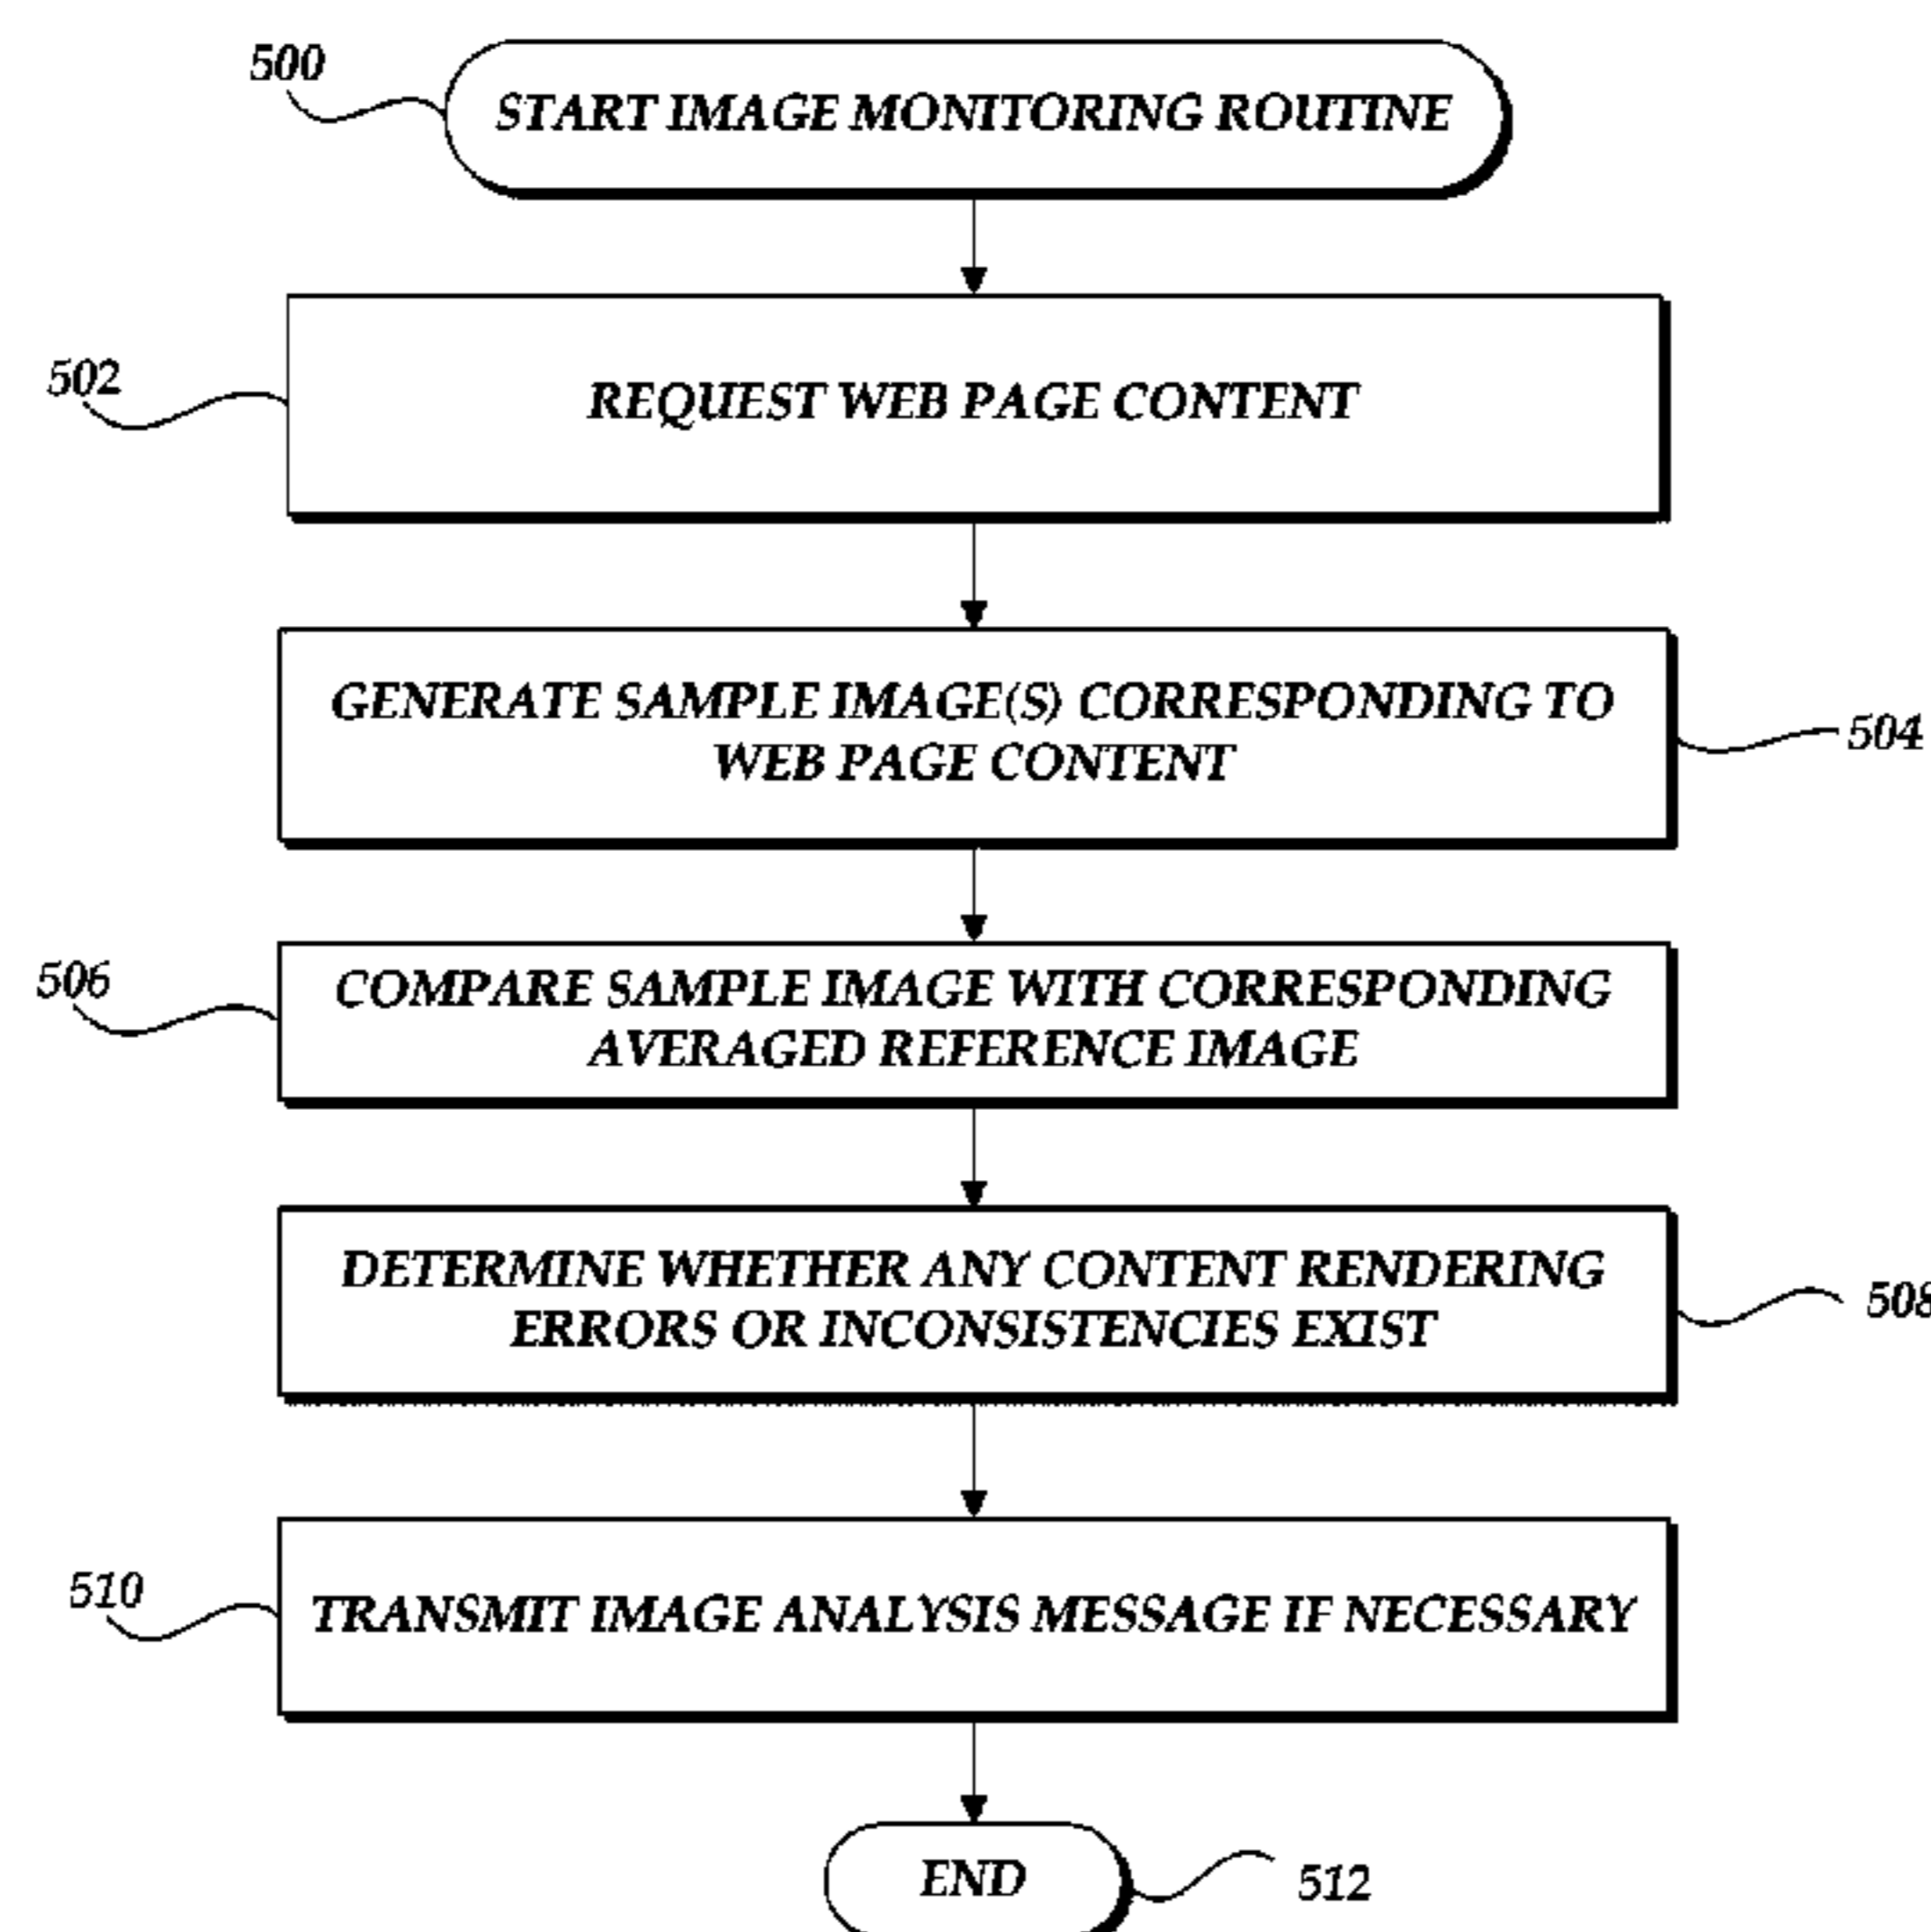 500
START IMAGE MONITORING ROUTINE
502
REQUEST WEB PAGE CONTENT
GENERATE SAMPLE IMAGE(S) CORRESPONDING TO
WEB PAGE CONTENT
504
506
COMPARE SAMPLE IMAGE WITH CORRESPONDING
AVERAGED REFERENCE IMAGE
DETERMINE WHETHER ANY CONTENT RENDERING
ERRORS OR INCONSISTENCIES EXIST
508
510
TRANSMIT IMAGE ANALYSIS MESSAGE IF NECESSARY
END
512